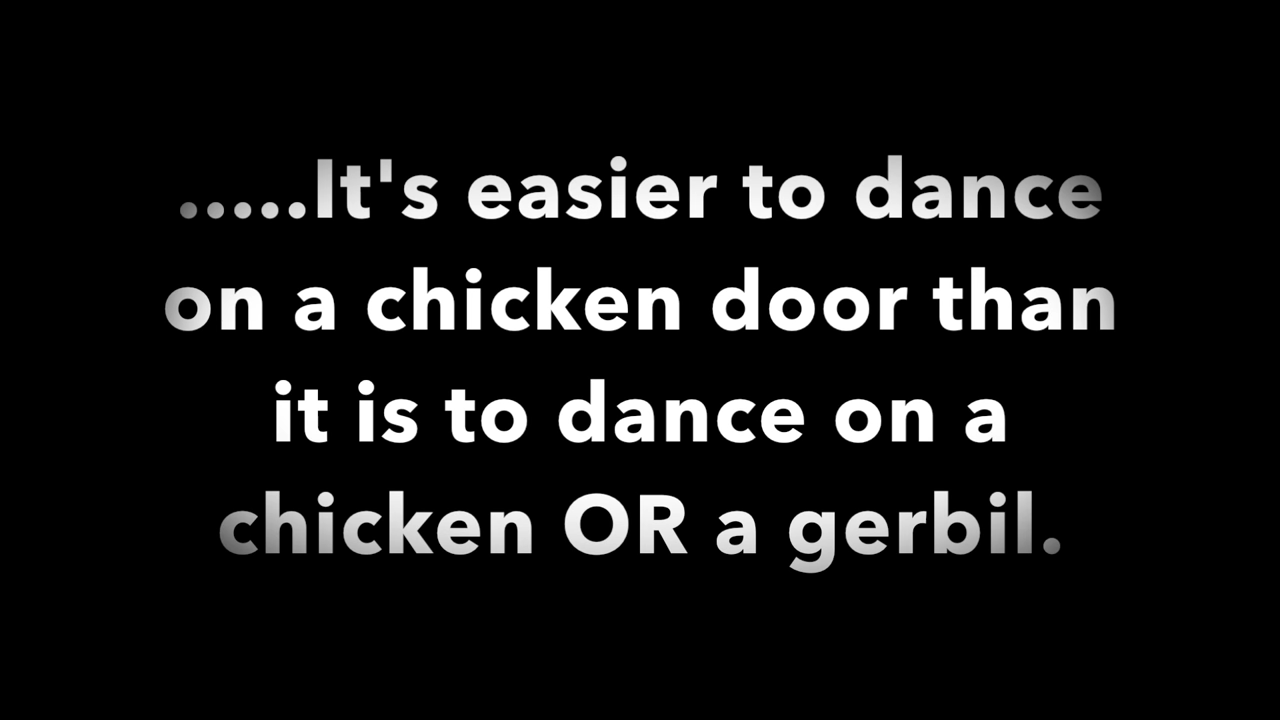 .....It's easier to dance
on a chicken door than
it is to dance on a
chicken OR a gerbil.